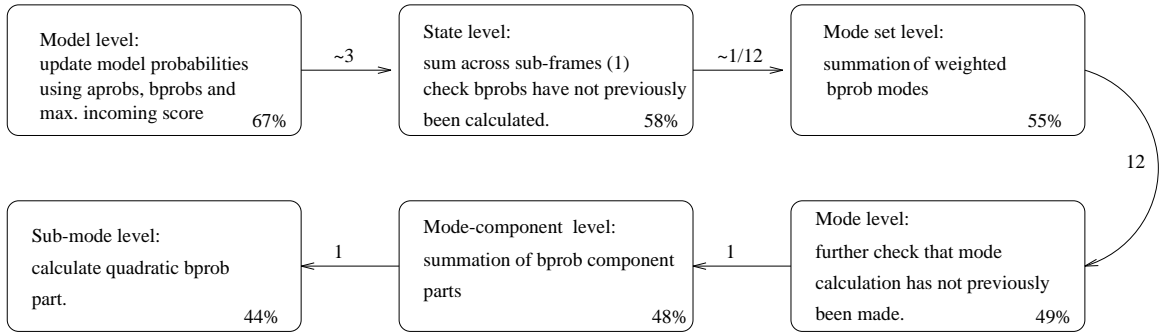 Model level:
update model probabilities
using aprobs, bprobs and
max. incoming score
67%
~3
State level:
sum across sub-frames (1)
check bprobs have not previously
been calculated.
58%
~1/12
Mode set level:
summation of weighted
bprob modes
55%
12
Mode level:
further check that mode
calculation has not previously
been made.
49%
1
Mode-component level:
summation of bprob component
parts
48%
1
Sub-mode level:
calculate quadratic bprob
part.
44%